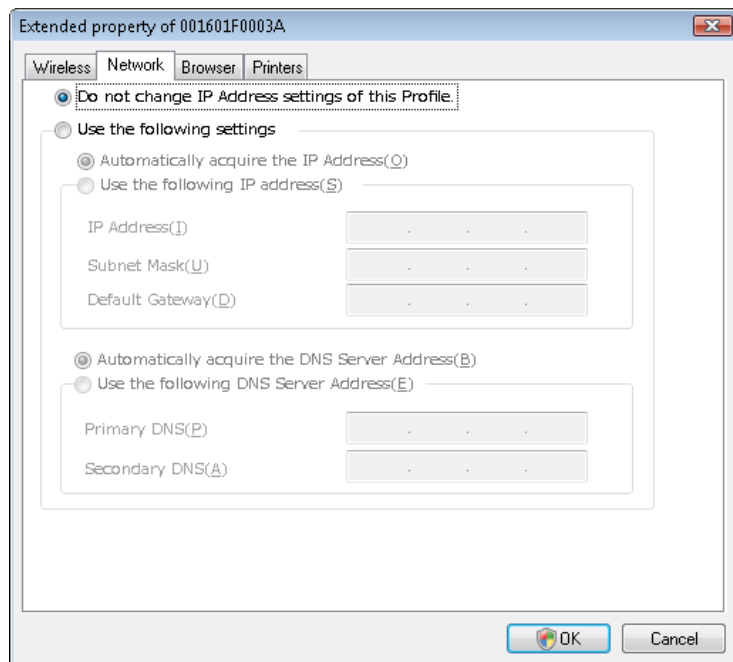 Extended property of 001601F0003A
Wireless Network Browser Printers
Do not change IP Address settings of this Profile.
Use the following settings
Automatically acquire the IP Address(O)
Use the following IP address(S)
IP Address(I)
Subnet Mask(U)
Default Gateway(D)
Automatically acquire the DNS Server Address(B)
Use the following DNS Server Address(E)
Primary DNS(P)
Secondary DNS(A)
OK Cancel